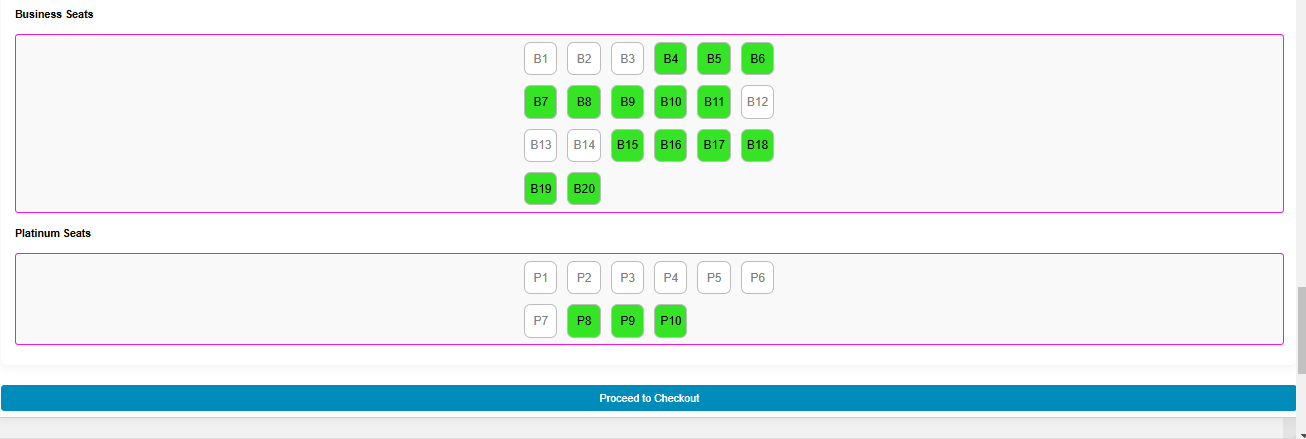 Business Seats
B1 B2 B3 B4 B5 B6
B7 B8 B9 B10 B11 B12
B13 B14 B15 B16 B17 B18
B19 B20
Platinum Seats
P1 P2 P3 P4 P5 P6
P7 P8 P9 P10
Proceed to Checkout